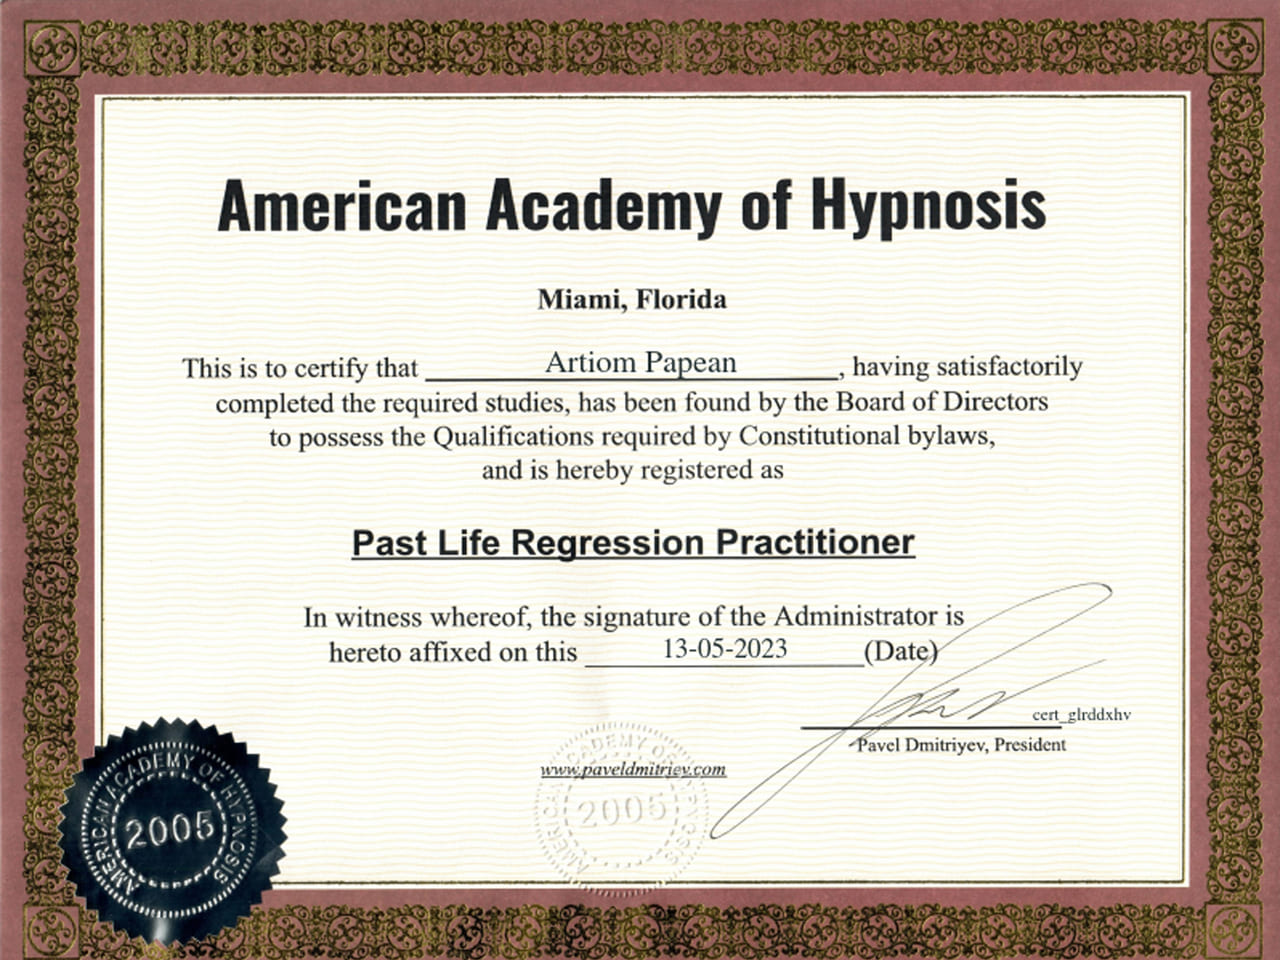 American Academy of Hypnosis
Miami, Florida
This is to certify that Artiom Papean, having satisfactorily
completed the required studies, has been found by the Board of Directors
to possess the Qualifications required by Constitutional bylaws,
and is hereby registered as
Past Life Regression Practitioner
In witness whereof, the signature of the Administrator is
hereto affixed on this 13-05-2023 (Date)
cert_glrddxhv
Pavel Dmitriyev, President
www.paveldmitriev.com
AMERICAN ACADEMY OF HYPNOSIS
2005
AMERICAN ACADEMY OF HYPNOSIS
2005